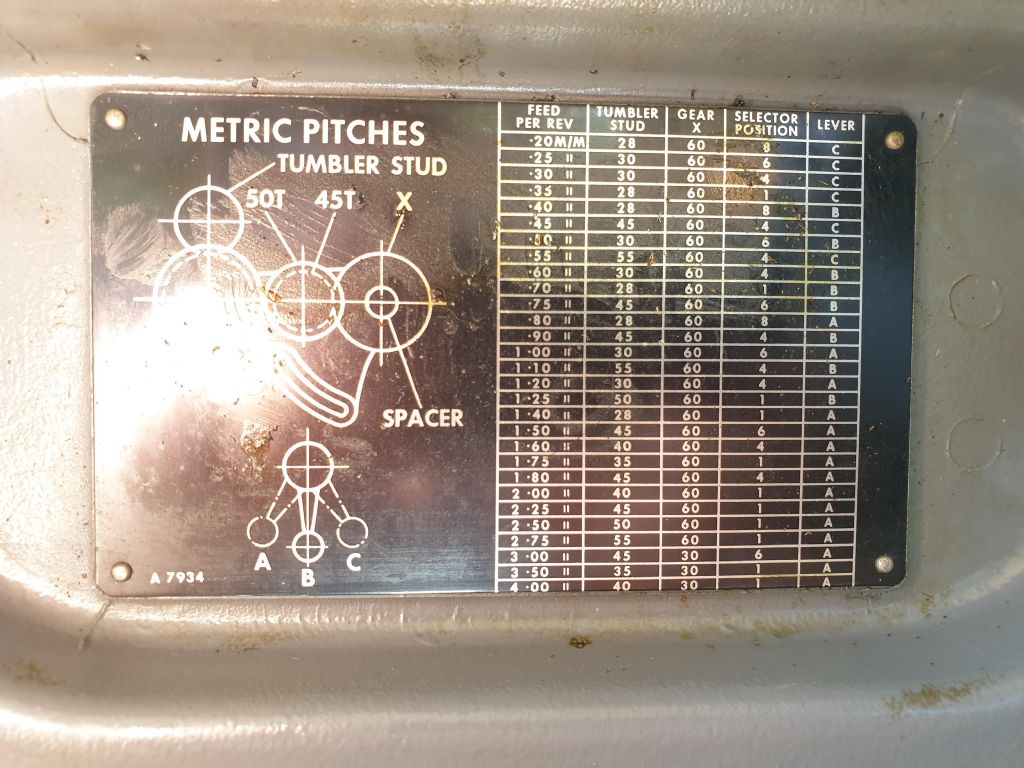 METRIC PITCHES
TUMBLER STUD
50T 45T X
SPACER
A B C
A 7934
FEED PER REV TUMBLER STUD GEAR X SELECTOR POSITION LEVER
·20 M/M 28 60 8 C
·25 " 30 60 6 C
·30 " 30 60 4 C
·35 " 28 60 1 C
·40 " 28 60 8 B
·45 " 45 60 4 C
·50 " 30 60 6 B
·55 " 55 60 4 C
·60 " 30 60 4 B
·70 " 28 60 1 B
·75 " 45 60 6 B
·80 " 28 60 8 A
·90 " 45 60 4 B
1·00 " 30 60 6 A
1·10 " 55 60 4 B
1·20 " 30 60 4 A
1·25 " 50 60 1 B
1·40 " 28 60 1 A
1·50 " 45 60 6 A
1·60 " 40 60 4 A
1·75 " 35 60 1 A
1·80 " 45 60 4 A
2·00 " 40 60 1 A
2·25 " 45 60 1 A
2·50 " 50 60 1 A
2·75 " 55 60 1 A
3·00 " 45 30 6 A
3·50 " 35 30 1 A
4·00 " 40 30 1 A